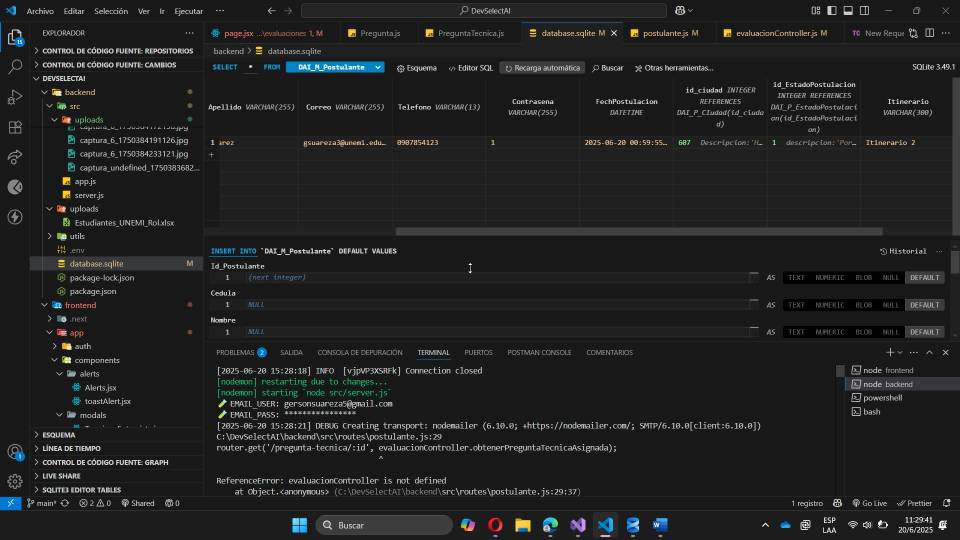 Archivo Editar Selección Ver Ir Ejecutar ··· DevSelectAI
EXPLORADOR ···
page.jsx ...\evaluaciones 1, M Pregunta.js PreguntaTecnica.js database.sqlite M postulante.js M evaluacionController.js M TC New Reque
CONTROL DE CÓDIGO FUENTE: REPOSITORIOS
CONTROL DE CÓDIGO FUENTE: CAMBIOS
DEVSELECTAI
backend
src
uploads
captura_6_1750384191126.jpg
captura_6_1750384233121.jpg
captura_undefined_1750383682...
app.js
server.js
uploads
Estudiantes_UNEMI_Rol.xlsx
utils
.env
database.sqlite M
package-lock.json
package.json
frontend
.next
app
auth
components
alerts
Alerts.jsx
toastAlert.jsx
modals
ESQUEMA
LÍNEA DE TIEMPO
CONTROL DE CÓDIGO FUENTE: GRAPH
LIVE SHARE
SQLITE3 EDITOR TABLES
backend > database.sqlite
SELECT * FROM DAI_M_Postulante Esquema Editor SQL Recarga automática Buscar Otras herramientas... SQLite 3.49.1
Apellido VARCHAR(255) Correo VARCHAR(255) Telefono VARCHAR(13) Contrasena VARCHAR(255) FechPostulacion DATETIME id_ciudad INTEGER REFERENCES DAI_P_Ciudad(id_ciudad) id_EstadoPostulacion INTEGER REFERENCES DAI_P_EstadoPostulacion(id_EstadoPostulacion) Itinerario VARCHAR(300)
1 arez gsuareza3@unemi.edu... 0907854123 1 2025-06-20 00:59:55... 607 Descripcion:'H... 1 descripcion:'Por... Itinerario 2
+
INSERT INTO `DAI_M_Postulante` DEFAULT VALUES Historial ···
Id_Postulante
1 (next integer) AS TEXT NUMERIC BLOB NULL DEFAULT
Cedula
1 NULL AS TEXT NUMERIC BLOB NULL DEFAULT
Nombre
1 NULL AS TEXT NUMERIC BLOB NULL DEFAULT
PROBLEMAS 2 SALIDA CONSOLA DE DEPURACIÓN TERMINAL PUERTOS POSTMAN CONSOLE COMENTARIOS
[2025-06-20 15:28:18] INFO [vjpVP3XSRFk] Connection closed
[nodemon] restarting due to changes...
[nodemon] starting `node src/server.js`
EMAIL_USER: gersonsuareza5@gmail.com
EMAIL_PASS: ****************
[2025-06-20 15:28:21] DEBUG Creating transport: nodemailer (6.10.0; +https://nodemailer.com/; SMTP/6.10.0[client:6.10.0])
C:\DevSelectAI\backend\src\routes\postulante.js:29
router.get('/pregunta-tecnica/:id', evaluacionController.obtenerPreguntaTecnicaAsignada);
^
ReferenceError: evaluacionController is not defined
at Object.<anonymous> (C:\DevSelectAI\backend\src\routes\postulante.js:29:37)
node frontend
node backend
powershell
bash
main* 2 0 Shared 0 1 registro Go Live Prettier
Buscar
ESP
LAA
11:29:41
20/6/2025